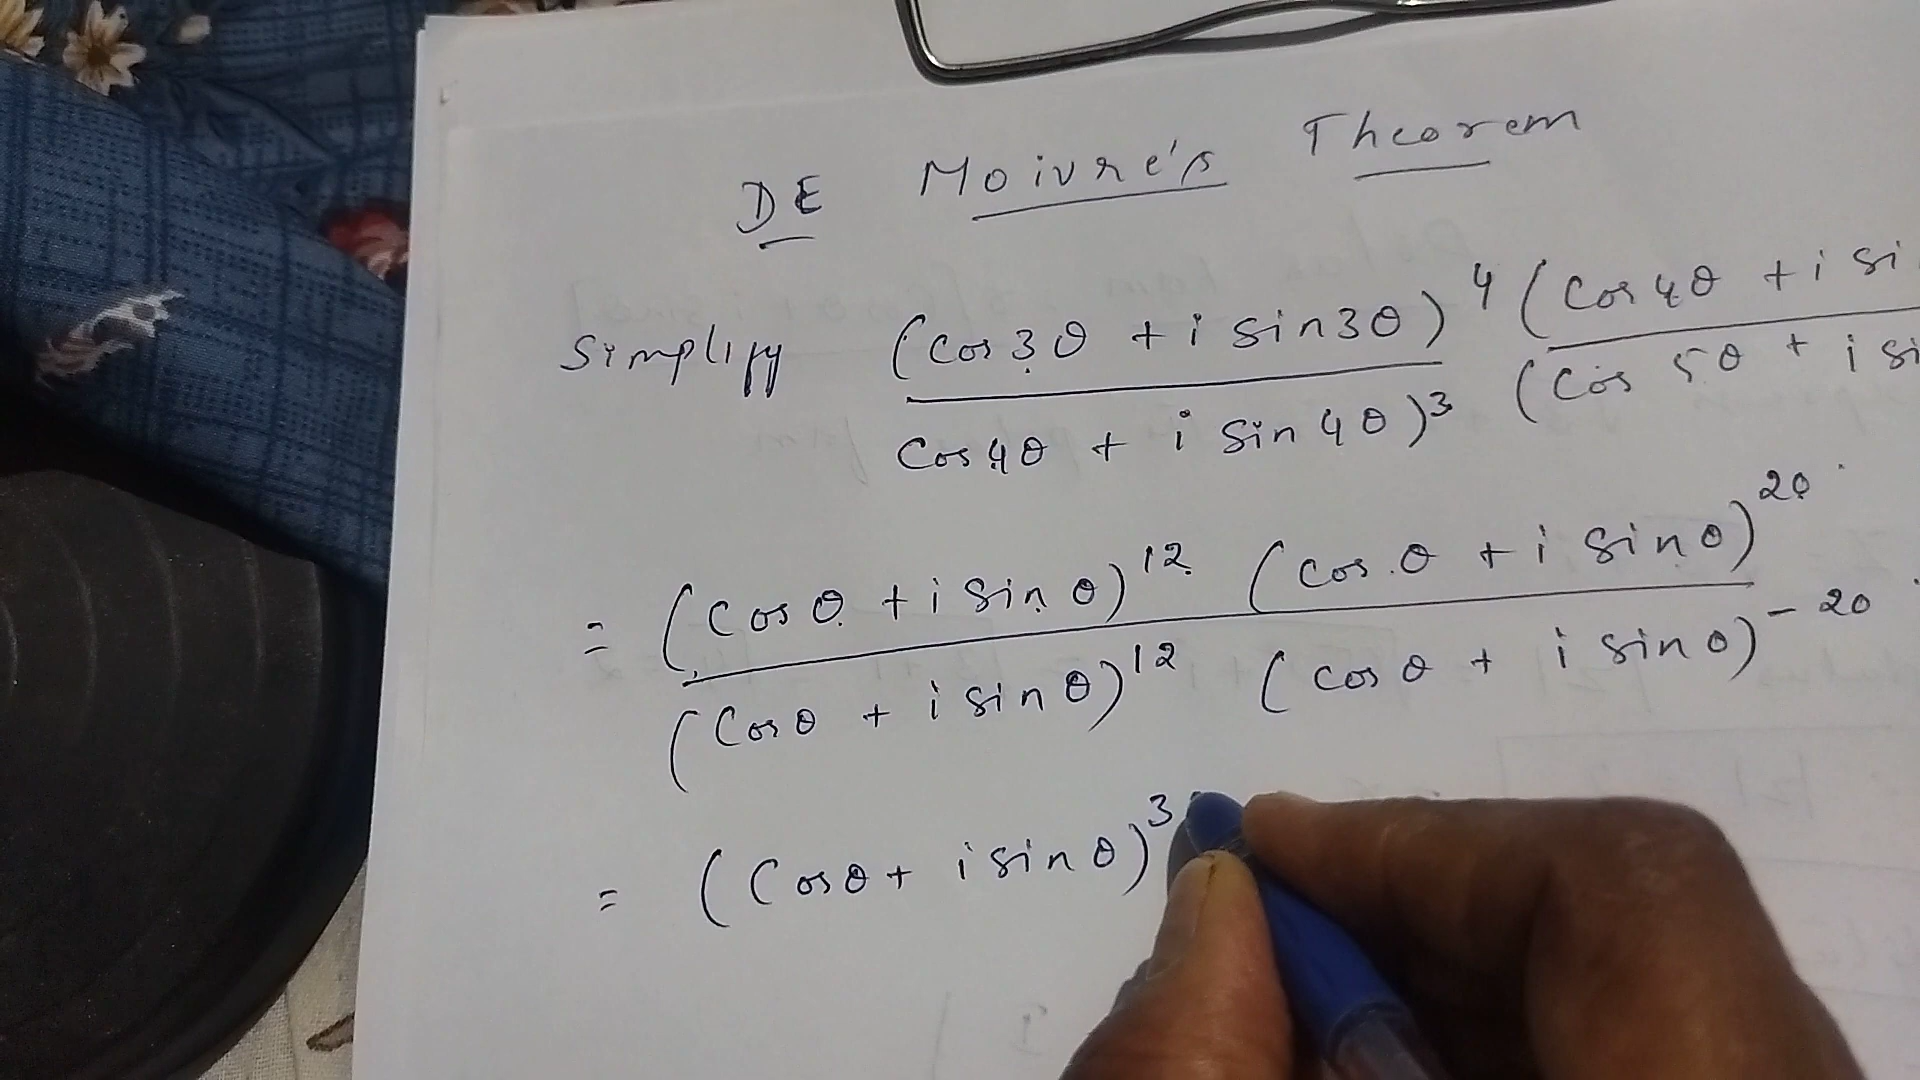 DE Moivre's Theorem
Simplify (cos 3θ + i sin 3θ)^4 (cos 4θ + i si
cos 4θ + i sin 4θ)^3 (cos 5θ + i si
= (cos θ + i sin θ)^12 (cos θ + i sin θ)^20
(cos θ + i sin θ)^12 (cos θ + i sin θ)^-20
= (cos θ + i sin θ)^3